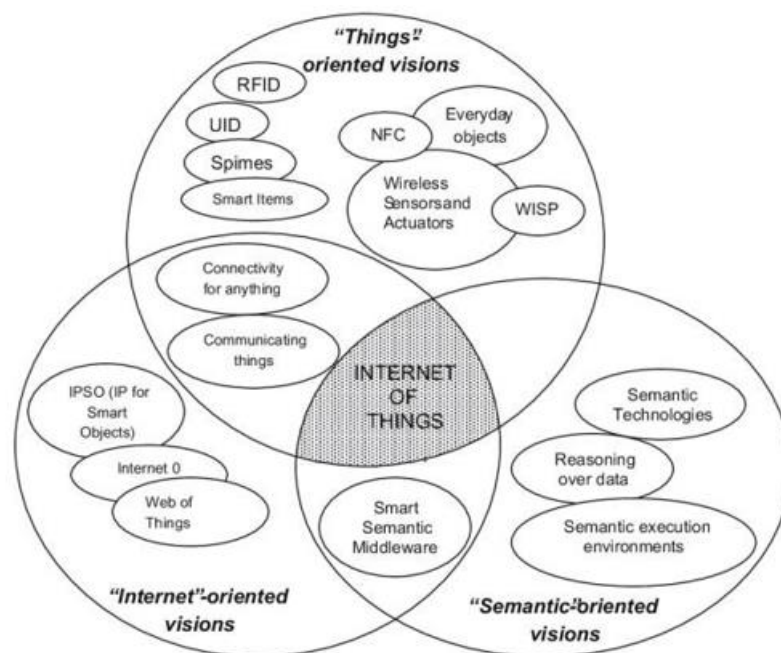 “Things”-
oriented visions
RFID
UID
Spimes
Smart Items
NFC
Everyday
objects
Wireless
Sensorsand
Actuators
WISP
Connectivity
for anything
Communicating
things
INTERNET
OF
THINGS
IPSO (IP for
Smart
Objects)
Internet 0
Web of
Things
Semantic
Technologies
Reasoning
over data
Semantic execution
environments
Smart
Semantic
Middleware
“Internet”-oriented
visions
“Semantic”-oriented
visions